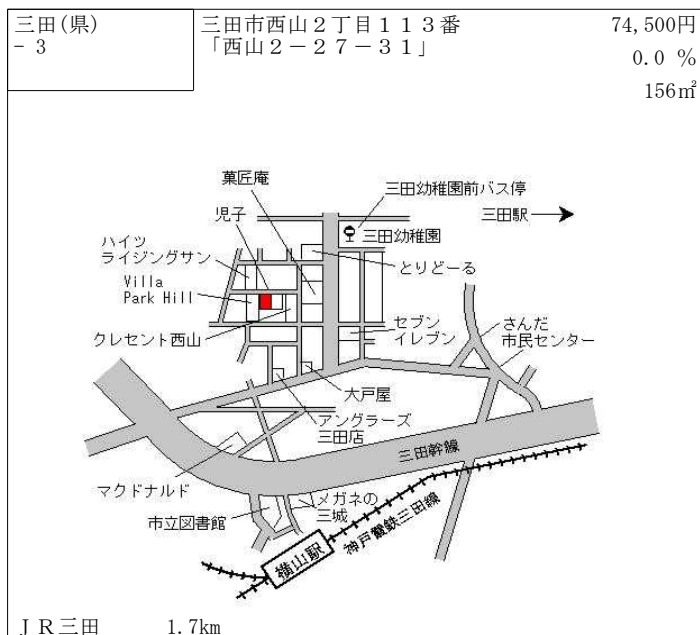 三田(県)
－ 3
三田市西山２丁目１１３番
「西山２－２７－３１」
74,500円
0.0 %
156㎡
菓匠庵
三田幼稚園前バス停
児子
三田駅
三田幼稚園
ハイツ
ライジングサン
とりどーる
Villa
Park Hill
セブン
イレブン
さんだ
市民センター
クレセント西山
大戸屋
アングラーズ
三田店
三田幹線
マクドナルド
メガネの
三城
市立図書館
神戸電鉄三田線
横山駅
ＪＲ三田 1.7km